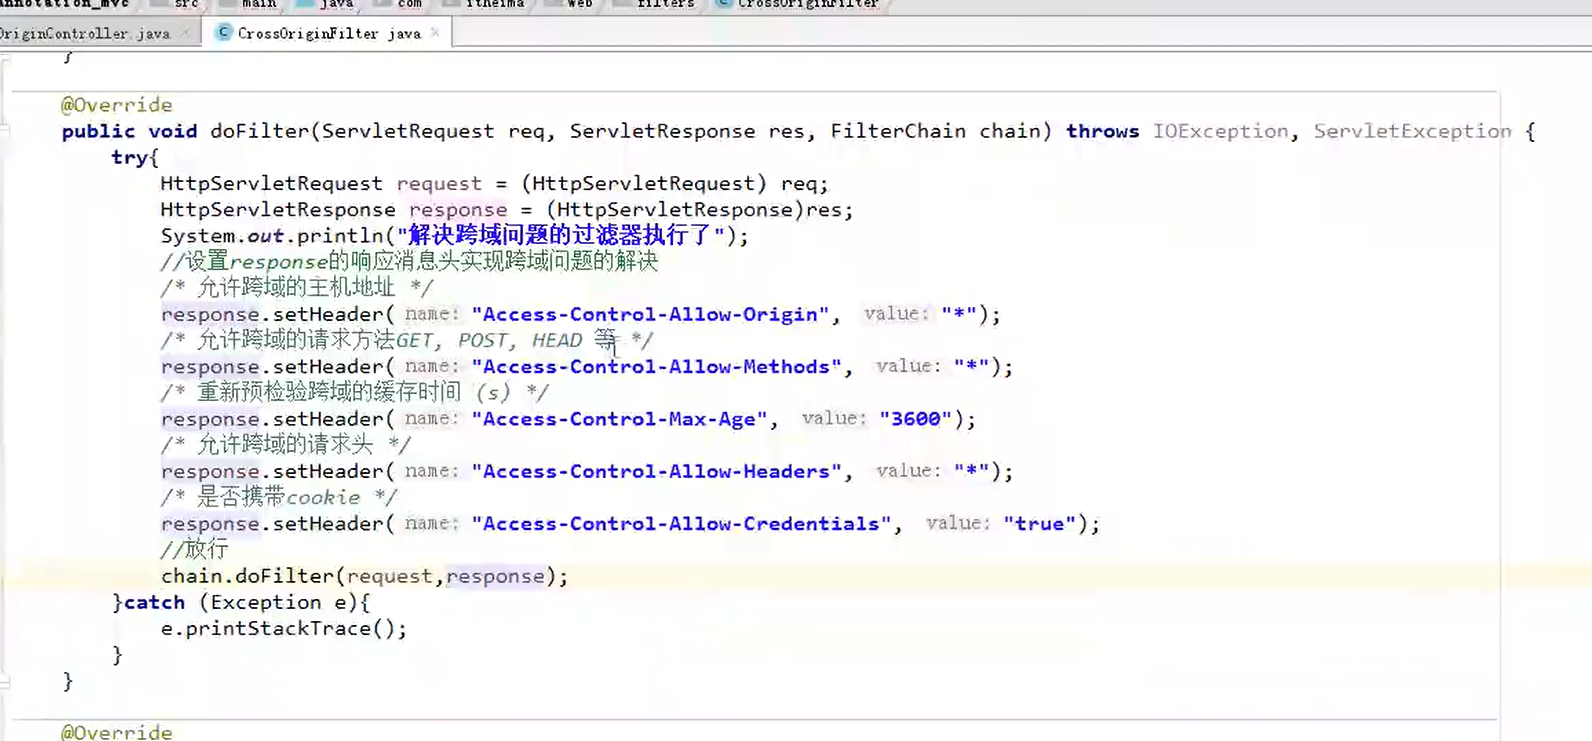 src main java com itheima web filters CrossOriginFilter
OriginController.java × CrossOriginFilter.java ×
}
@Override
public void doFilter(ServletRequest req, ServletResponse res, FilterChain chain) throws IOException, ServletException {
try{
HttpServletRequest request = (HttpServletRequest) req;
HttpServletResponse response = (HttpServletResponse)res;
System.out.println("解决跨域问题的过滤器执行了");
//设置response的响应消息头实现跨域问题的解决
/* 允许跨域的主机地址 */
response.setHeader( name: "Access-Control-Allow-Origin", value: "*");
/* 允许跨域的请求方法GET, POST, HEAD 等 */
response.setHeader( name: "Access-Control-Allow-Methods", value: "*");
/* 重新预检验跨域的缓存时间 (s) */
response.setHeader( name: "Access-Control-Max-Age", value: "3600");
/* 允许跨域的请求头 */
response.setHeader( name: "Access-Control-Allow-Headers", value: "*");
/* 是否携带cookie */
response.setHeader( name: "Access-Control-Allow-Credentials", value: "true");
//放行
chain.doFilter(request,response);
}catch (Exception e){
e.printStackTrace();
}
}
@Override